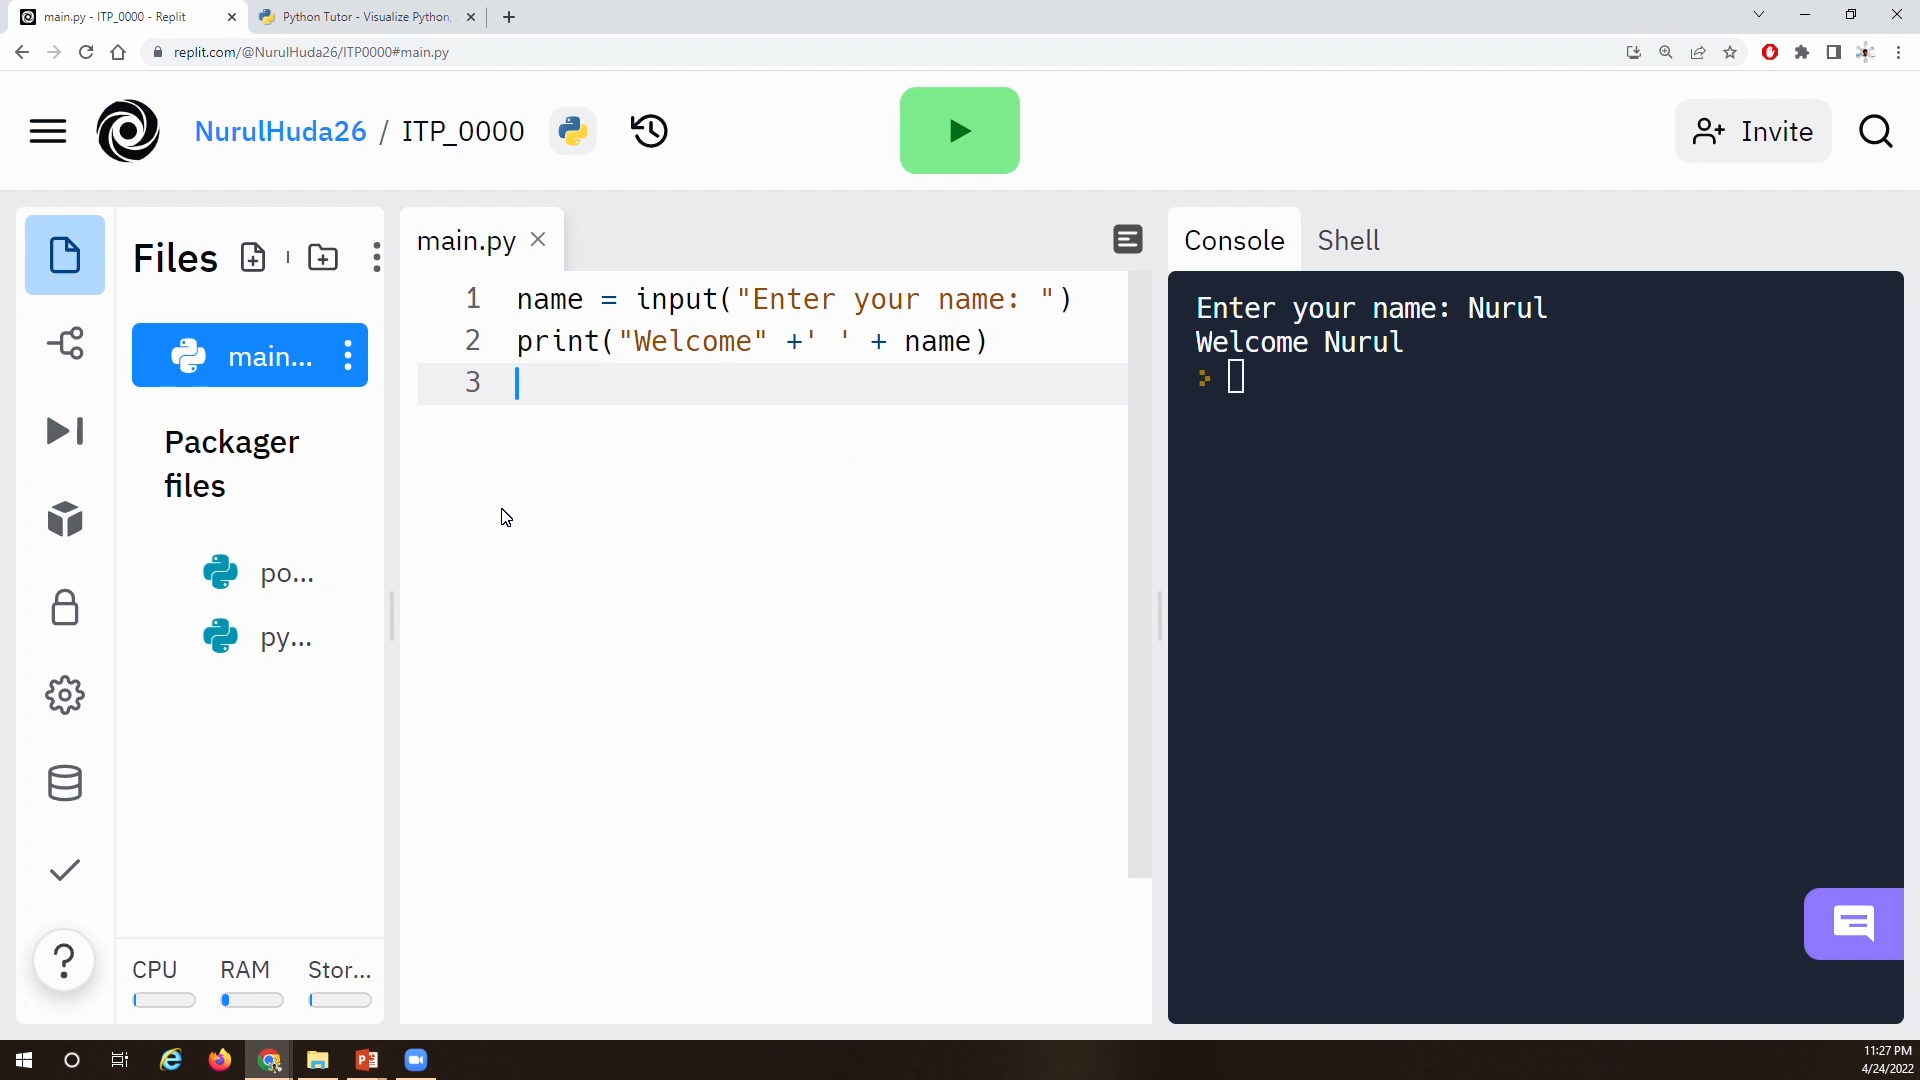 main.py - ITP_0000 - Replit
Python Tutor - Visualize Python,
replit.com/@NurulHuda26/ITP0000#main.py
NurulHuda26 / ITP_0000
Invite
Files
main...
Packager
files
po...
py...
CPU RAM Stor...
main.py
1 name = input("Enter your name: ")
2 print("Welcome" +' ' + name)
3
Console Shell
Enter your name: Nurul
Welcome Nurul
>
11:27 PM
4/24/2022